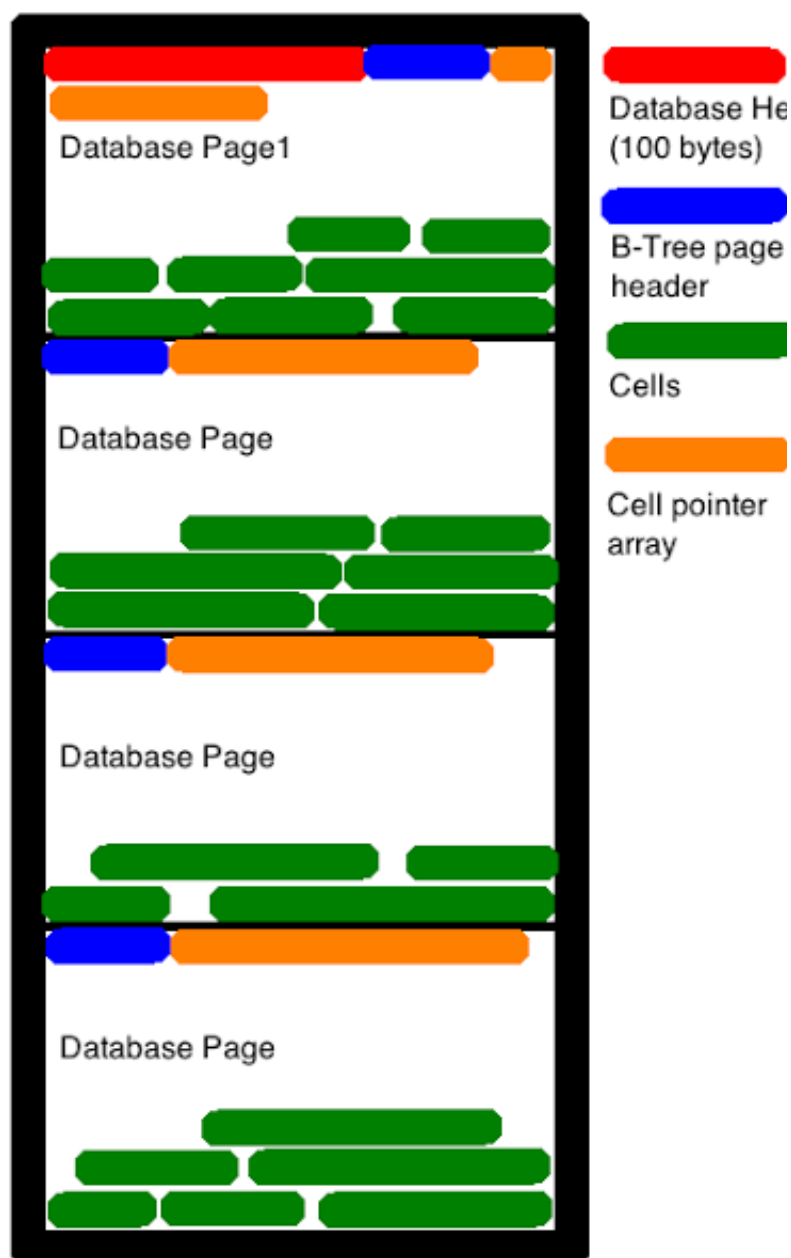 Database Page1
Database Page
Database Page
Database Page
Database He
(100 bytes)
B-Tree page
header
Cells
Cell pointer
array